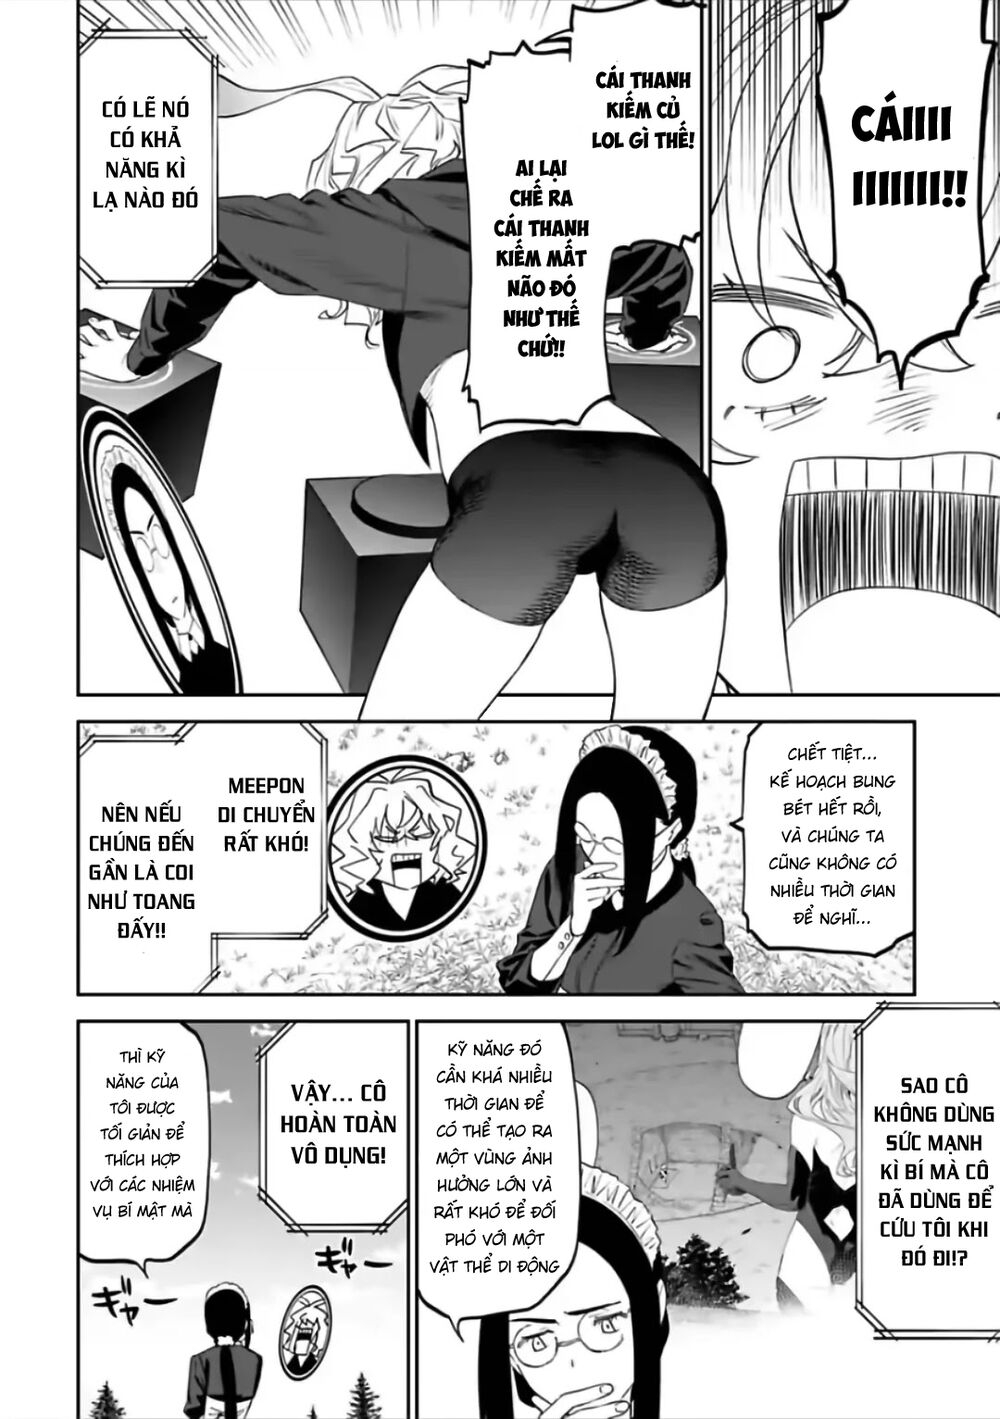 CÁIIII
IIIIIII!!
CÁI THANH
KIẾM CỦ
LOL GÌ THẾ!
AI LẠI
CHẾ RA
CÁI THANH
KIẾM MẤT
NÃO ĐÓ
NHƯ THẾ
CHỨ!!
CÓ LẼ NÓ
CÓ KHẢ
NĂNG KÌ
LẠ NÀO ĐÓ
CHẾT TIỆT...
KẾ HOẠCH BUNG
BÉT HẾT RỒI,
VÀ CHÚNG TA
CŨNG KHÔNG CÓ
NHIỀU THỜI GIAN
ĐỂ NGHĨ...
MEEPON
DI CHUYỂN
RẤT KHÓ!
NÊN NẾU
CHÚNG ĐẾN
GẦN LÀ COI
NHƯ TOANG
ĐẤY!!
SAO CÔ
KHÔNG DÙNG
SỨC MẠNH
KÌ BÍ MÀ CÔ
ĐÃ DÙNG ĐỂ
CỨU TÔI KHI
ĐÓ ĐI!?
KỸ NĂNG ĐÓ
CẦN KHÁ NHIỀU
THỜI GIAN ĐỂ
CÓ THỂ TẠO RA
MỘT VÙNG ẢNH
HƯỞNG LỚN VÀ
RẤT KHÓ ĐỂ ĐỐI
PHÓ VỚI MỘT
VẬT THỂ DI ĐỘNG
VẬY... CÔ
HOÀN TOÀN
VÔ DỤNG!
THÌ KỸ
NĂNG CỦA
TÔI ĐƯỢC
TỐI GIẢN ĐỂ
THÍCH HỢP
VỚI CÁC NHIỆM
VỤ BÍ MẬT MÀ
ギャー
ギャー